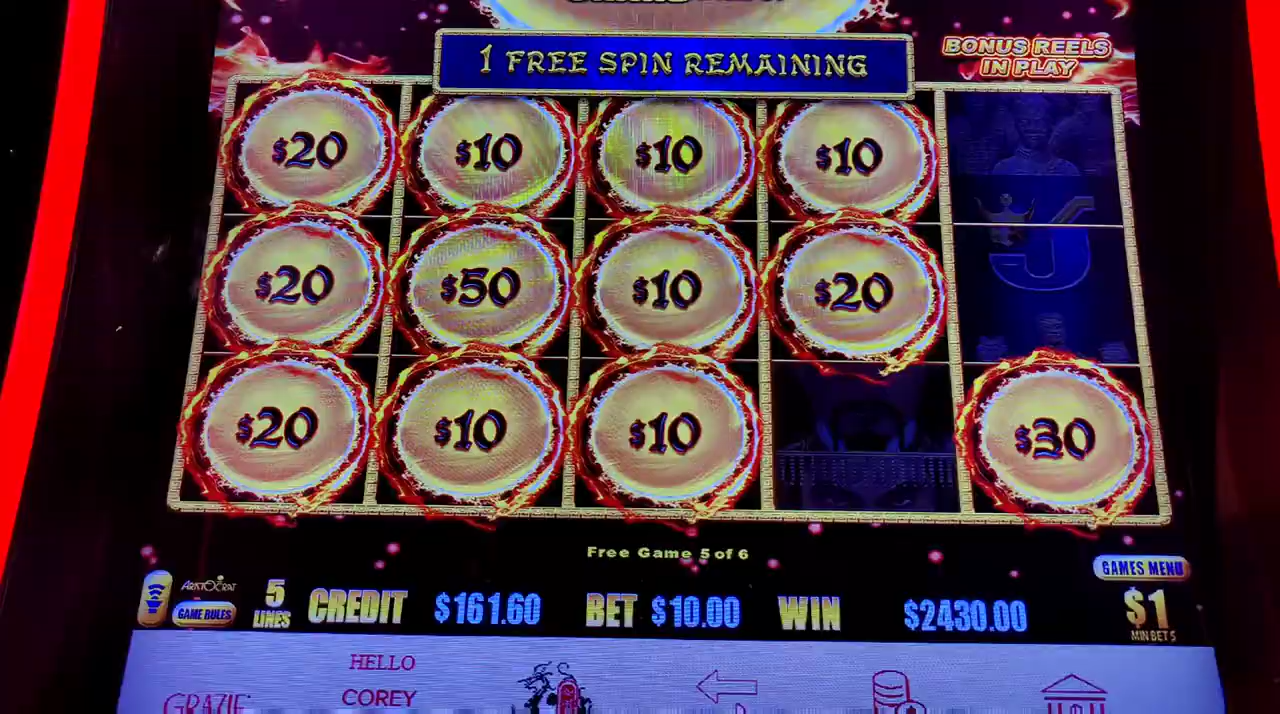 1 FREE SPIN REMAINING
BONUS REELS
IN PLAY
$20 $10 $10 $10
$20 $50 $10 $20
J
$20 $10 $10 $30
Free Game 5 of 6
GAMES MENU
ARISTOCRAT
GAME RULES
5
LINES
CREDIT $161.60 BET $10.00 WIN $2430.00
$1
MIN BET 5
HELLO
COREY
GRAZIE